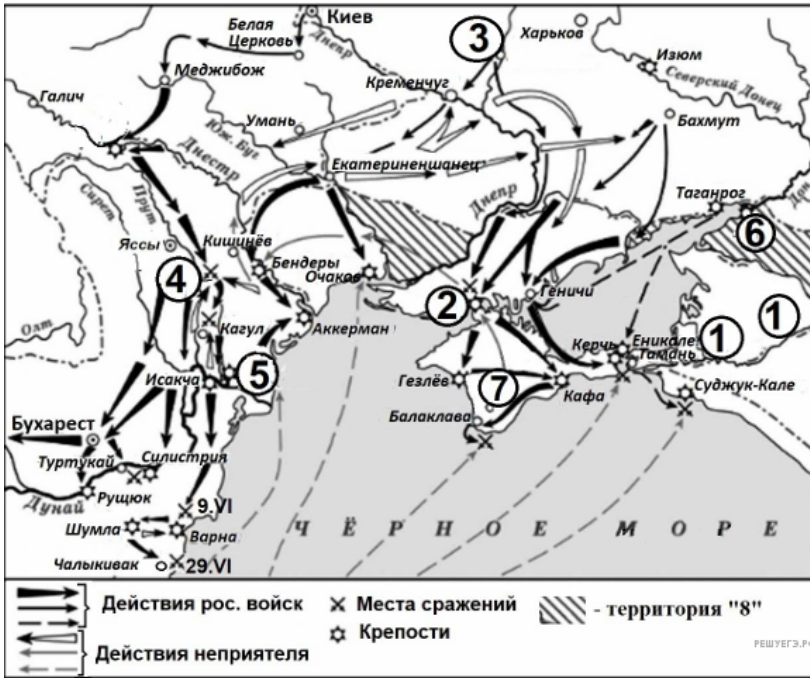 Киев
Белая
Церковь
Днепр
3
Харьков
Изюм
Северский Донец
Меджибож
Галич
Кременчуг
Умань
Юж. Буг
Бахмут
Днестр
Екатериненшанец
Днепр
Таганрог
6
Сирет
Прут
Яссы
Кишинёв
4
Бендеры
Очаков
2
Геничи
1
Олт
Кагул
Аккерман
Керчь
Еникале
Тамань
1
5
Исакча
Гезлёв
7
Кафа
Суджук-Кале
Бухарест
Балаклава
Туртукай
Силистрия
Рущюк
Дунай
9.VI
Шумла
Варна
ЧЁРНОЕ МОРЕ
Чалыкивак
29.VI
Действия рос. войск
Места сражений
- территория "8"
Крепости
Действия неприятеля
РЕШУЕГЭ.РФ